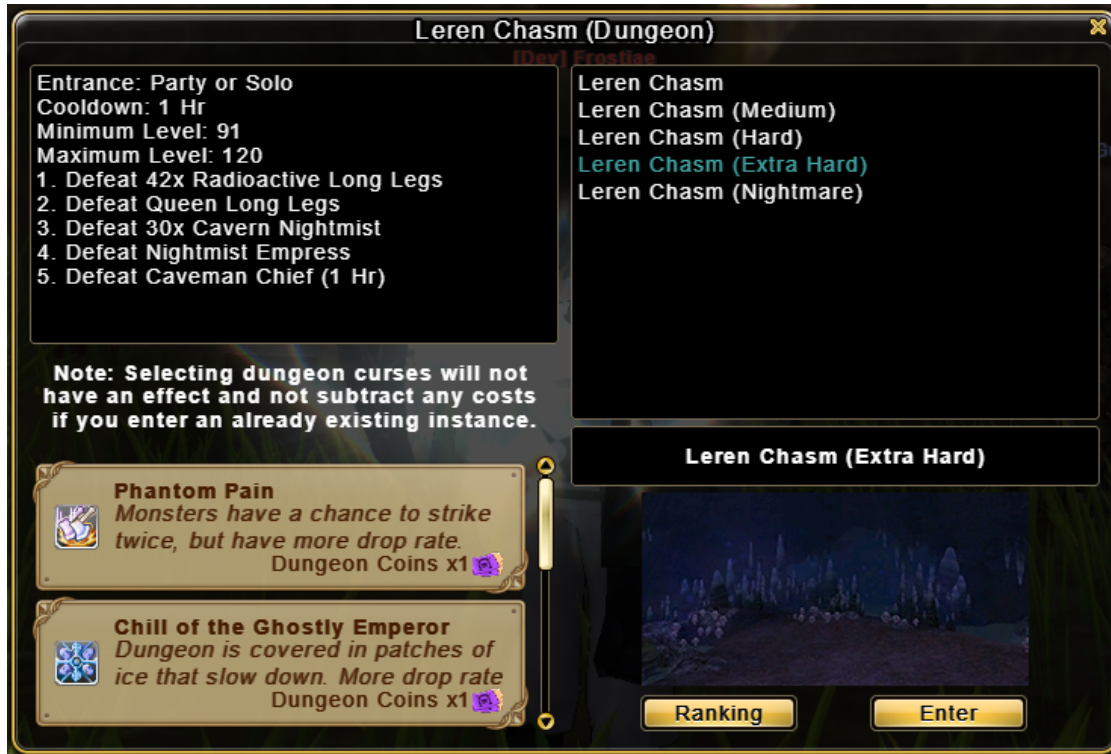 Leren Chasm (Dungeon)
[Dev] Frostiae
Entrance: Party or Solo
Cooldown: 1 Hr
Minimum Level: 91
Maximum Level: 120
1. Defeat 42x Radioactive Long Legs
2. Defeat Queen Long Legs
3. Defeat 30x Cavern Nightmist
4. Defeat Nightmist Empress
5. Defeat Caveman Chief (1 Hr)
Note: Selecting dungeon curses will not
have an effect and not subtract any costs
if you enter an already existing instance.
Phantom Pain
Monsters have a chance to strike
twice, but have more drop rate.
Dungeon Coins x1
Chill of the Ghostly Emperor
Dungeon is covered in patches of
ice that slow down. More drop rate
Dungeon Coins x1
Leren Chasm
Leren Chasm (Medium)
Leren Chasm (Hard)
Leren Chasm (Extra Hard)
Leren Chasm (Nightmare)
Leren Chasm (Extra Hard)
Ranking
Enter